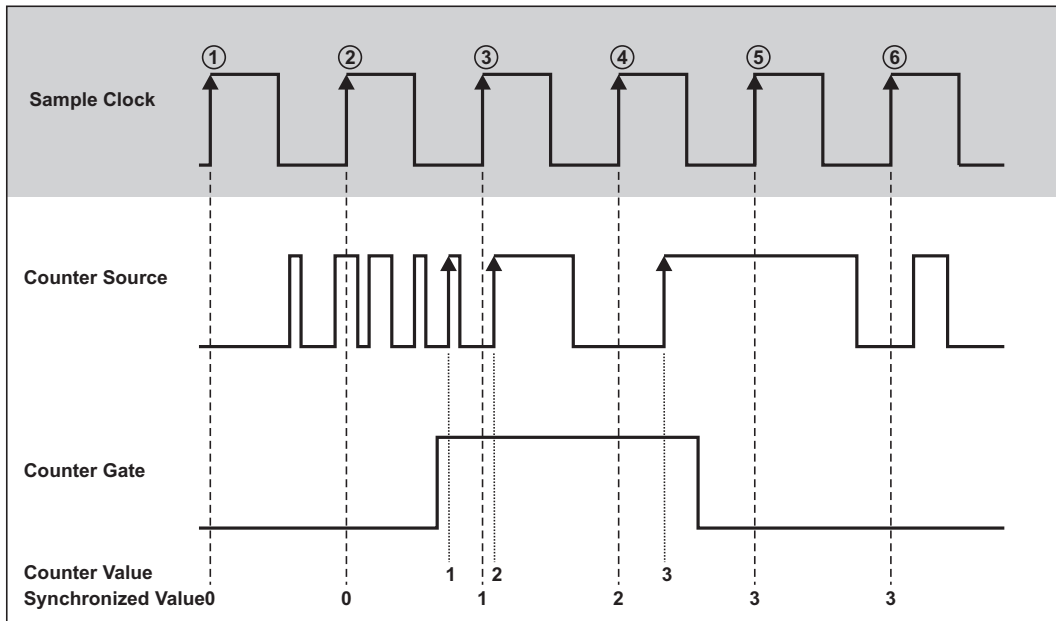 ① ② ③ ④ ⑤ ⑥
Sample Clock
Counter Source
Counter Gate
Counter Value 1 2 3
Synchronized Value0 0 1 2 3 3